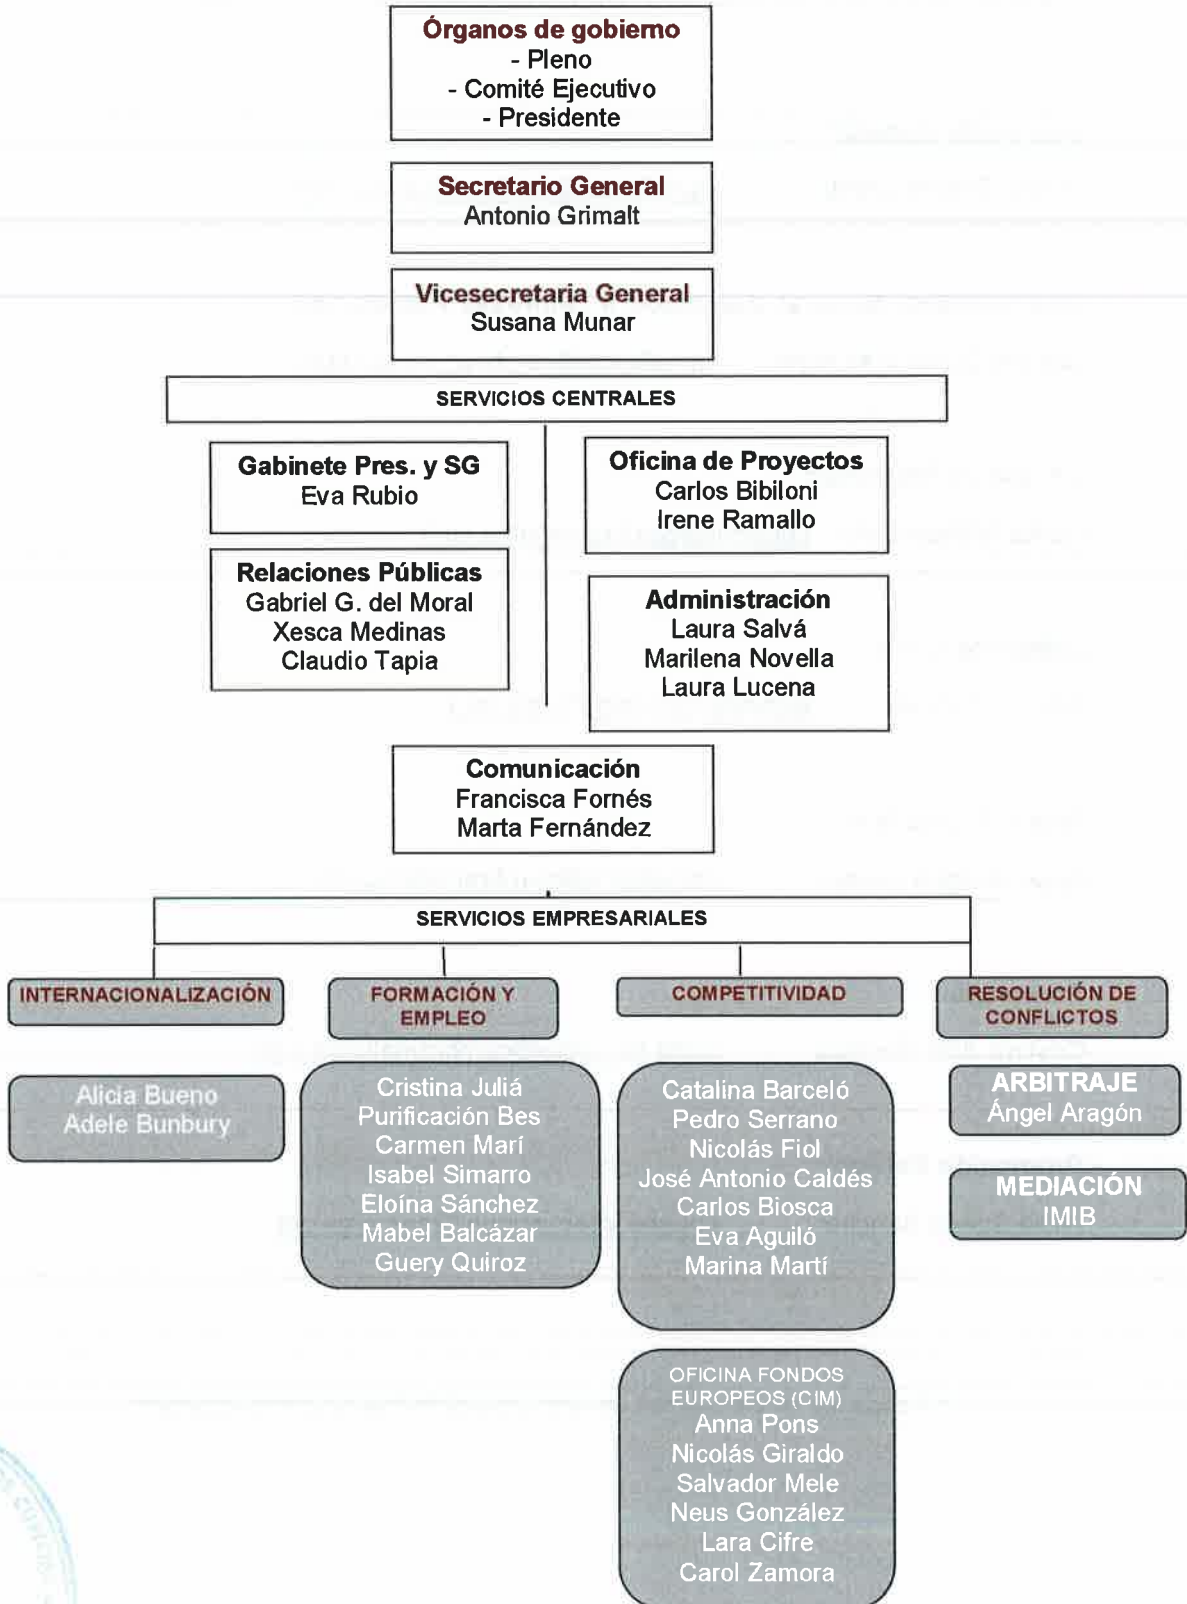 Órganos de gobierno
- Pleno
- Comité Ejecutivo
- Presidente
Secretario General
Antonio Grimalt
Vicesecretaria General
Susana Munar
SERVICIOS CENTRALES
Gabinete Pres. y SG
Eva Rubio
Oficina de Proyectos
Carlos Bibiloni
Irene Ramallo
Relaciones Públicas
Gabriel G. del Moral
Xesca Medinas
Claudio Tapia
Administración
Laura Salvá
Marilena Novella
Laura Lucena
Comunicación
Francisca Fornés
Marta Fernández
SERVICIOS EMPRESARIALES
INTERNACIONALIZACIÓN
Alicia Bueno
Adele Bunbury
FORMACIÓN Y
EMPLEO
Cristina Juliá
Purificación Bes
Carmen Marí
Isabel Simarro
Eloína Sánchez
Mabel Balcázar
Guery Quiroz
COMPETITIVIDAD
Catalina Barceló
Pedro Serrano
Nicolás Fiol
José Antonio Caldés
Carlos Biosca
Eva Aguiló
Marina Martí
OFICINA FONDOS
EUROPEOS (CIM)
Anna Pons
Nicolás Giraldo
Salvador Mele
Neus González
Lara Cifre
Carol Zamora
RESOLUCIÓN DE
CONFLICTOS
ARBITRAJE
Ángel Aragón
MEDIACIÓN
IMIB